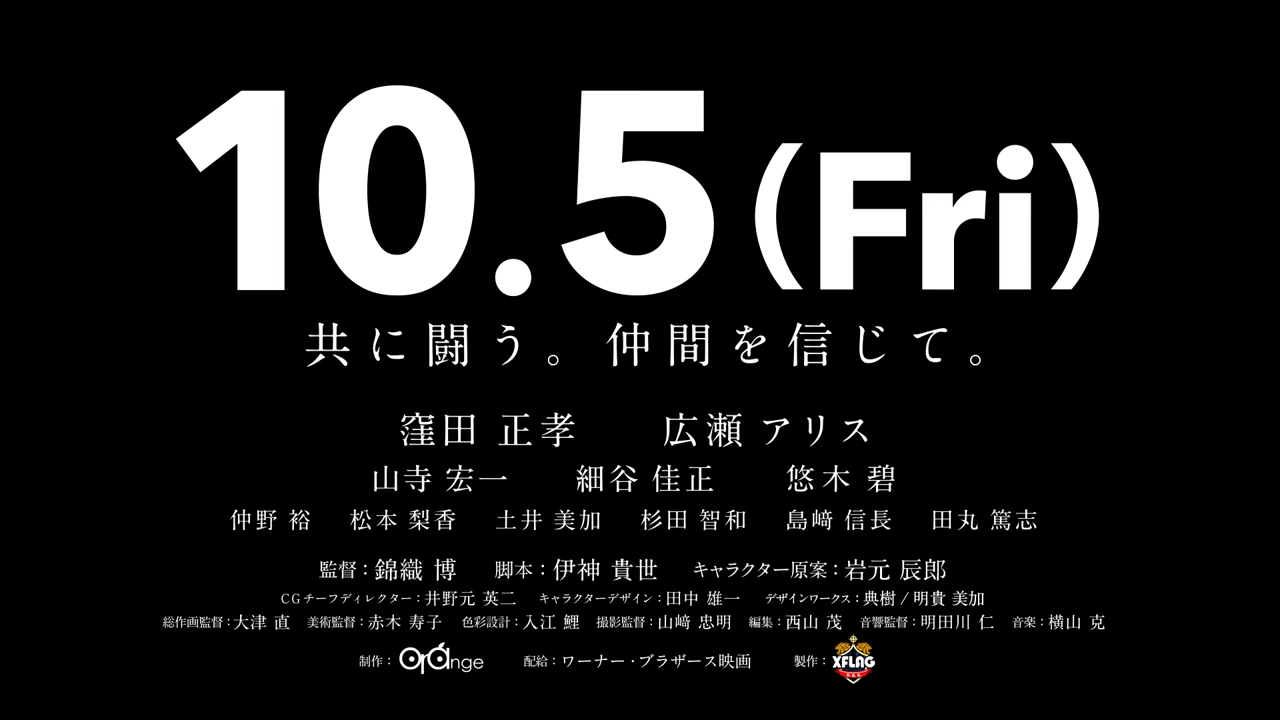 10.5(Fri)
共に闘う。仲間を信じて。
窪田 正孝 広瀬 アリス
山寺 宏一 細谷 佳正 悠木 碧
仲野 裕 松本 梨香 土井 美加 杉田 智和 島﨑 信長 田丸 篤志
監督：錦織 博 脚本：伊神 貴世 キャラクター原案：岩元 辰郎
CGチーフディレクター：井野元 英二 キャラクターデザイン：田中 雄一 デザインワークス：典樹 / 明貴 美加
総作画監督：大津 直 美術監督：赤木 寿子 色彩設計：入江 鯉 撮影監督：山﨑 忠明 編集：西山 茂 音響監督：明田川 仁 音楽：横山 克
制作：orange 配給：ワーナー・ブラザース映画 製作：XFLAG